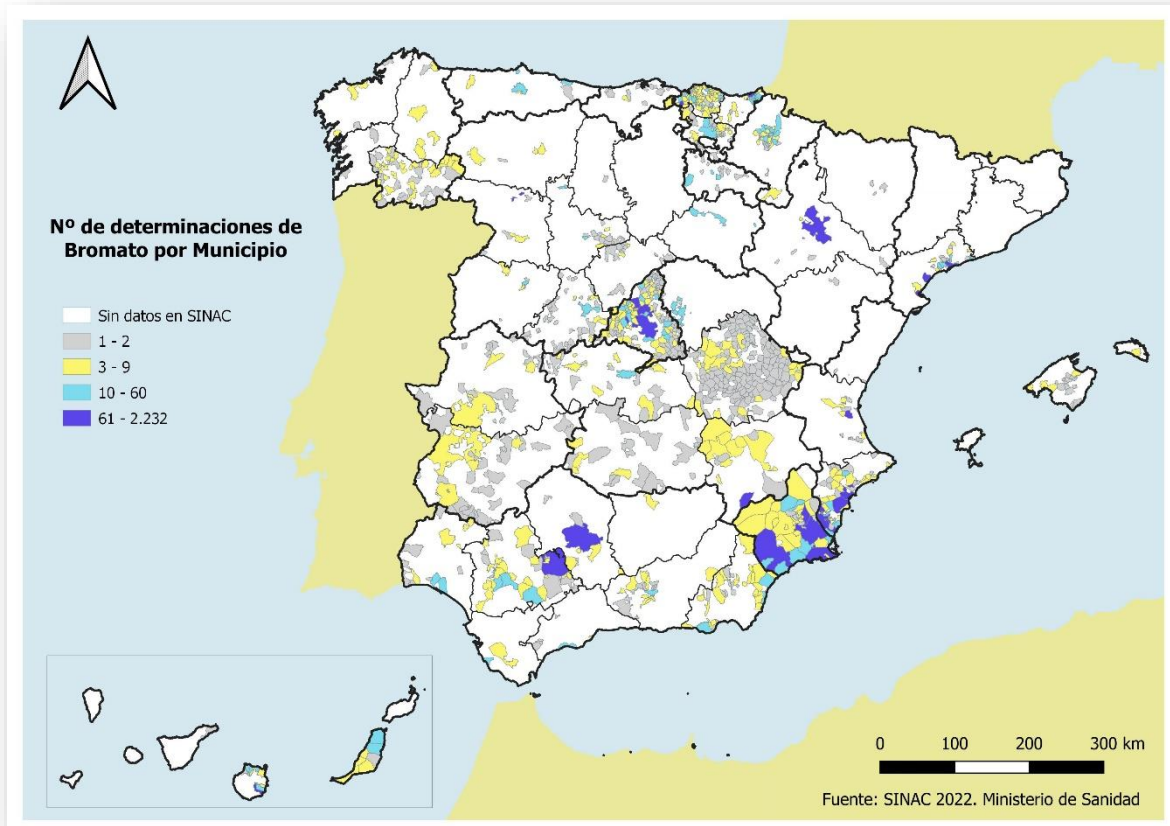 Nº de determinaciones de
Bromato por Municipio
Sin datos en SINAC
1 - 2
3 - 9
10 - 60
61 - 2.232
0 100 200 300 km
Fuente: SINAC 2022. Ministerio de Sanidad